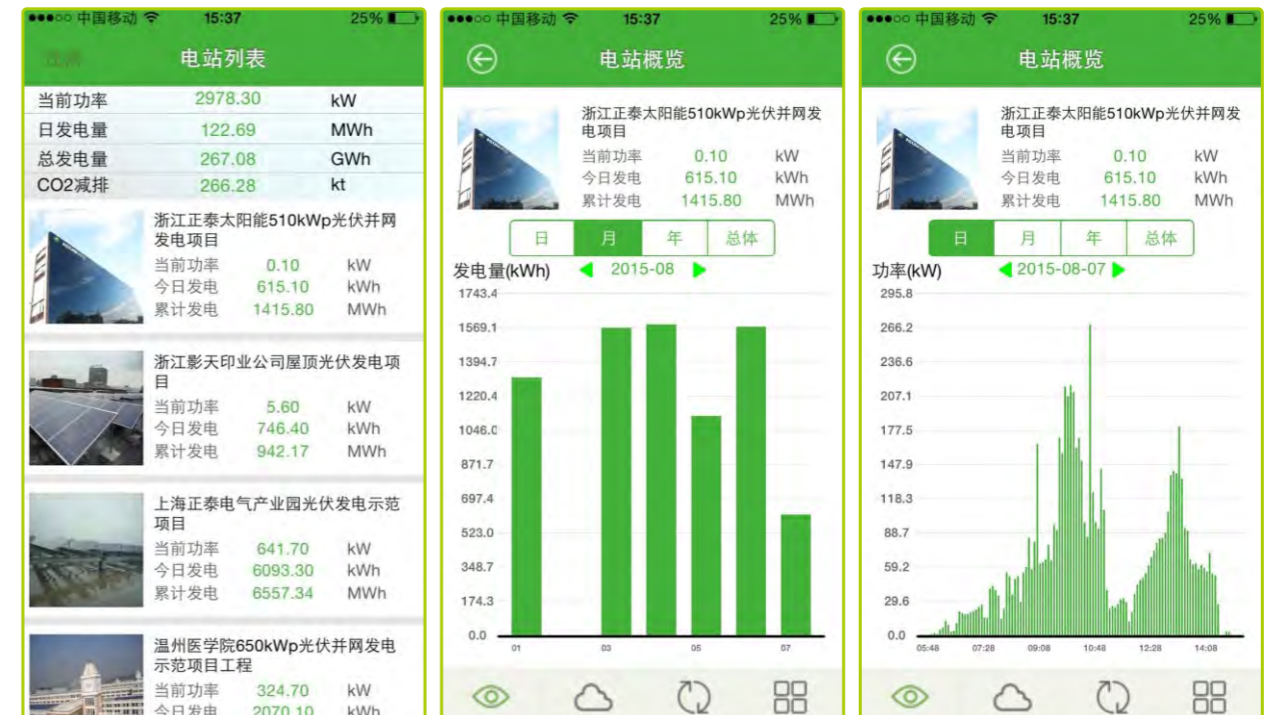 中国移动 15:37 25%
电站列表
当前功率 2978.30 kW
日发电量 122.69 MWh
总发电量 267.08 GWh
CO2减排 266.28 kt
浙江正泰太阳能510kWp光伏并网
发电项目
当前功率 0.10 kW
今日发电 615.10 kWh
累计发电 1415.80 MWh
浙江影天印业公司屋顶光伏发电项
目
当前功率 5.60 kW
今日发电 746.40 kWh
累计发电 942.17 MWh
上海正泰电气产业园光伏发电示范
项目
当前功率 641.70 kW
今日发电 6093.30 kWh
累计发电 6557.34 MWh
温州医学院650kWp光伏并网发电
示范项目工程
当前功率 324.70 kW
今日发电 2070.10 kWh
中国移动 15:37 25%
电站概览
浙江正泰太阳能510kWp光伏并网发
电项目
当前功率 0.10 kW
今日发电 615.10 kWh
累计发电 1415.80 MWh
日 月 年 总体
发电量(kWh) 2015-08
1743.4
1569.1
1394.7
1220.4
1046.0
871.7
697.4
523.0
348.7
174.3
0.0
01 03 05 07
中国移动 15:37 25%
电站概览
浙江正泰太阳能510kWp光伏并网发
电项目
当前功率 0.10 kW
今日发电 615.10 kWh
累计发电 1415.80 MWh
日 月 年 总体
功率(kW) 2015-08-07
295.8
266.2
236.6
207.1
177.5
147.9
118.3
88.7
59.2
29.6
0.0
05:48 07:28 09:08 10:48 12:28 14:08